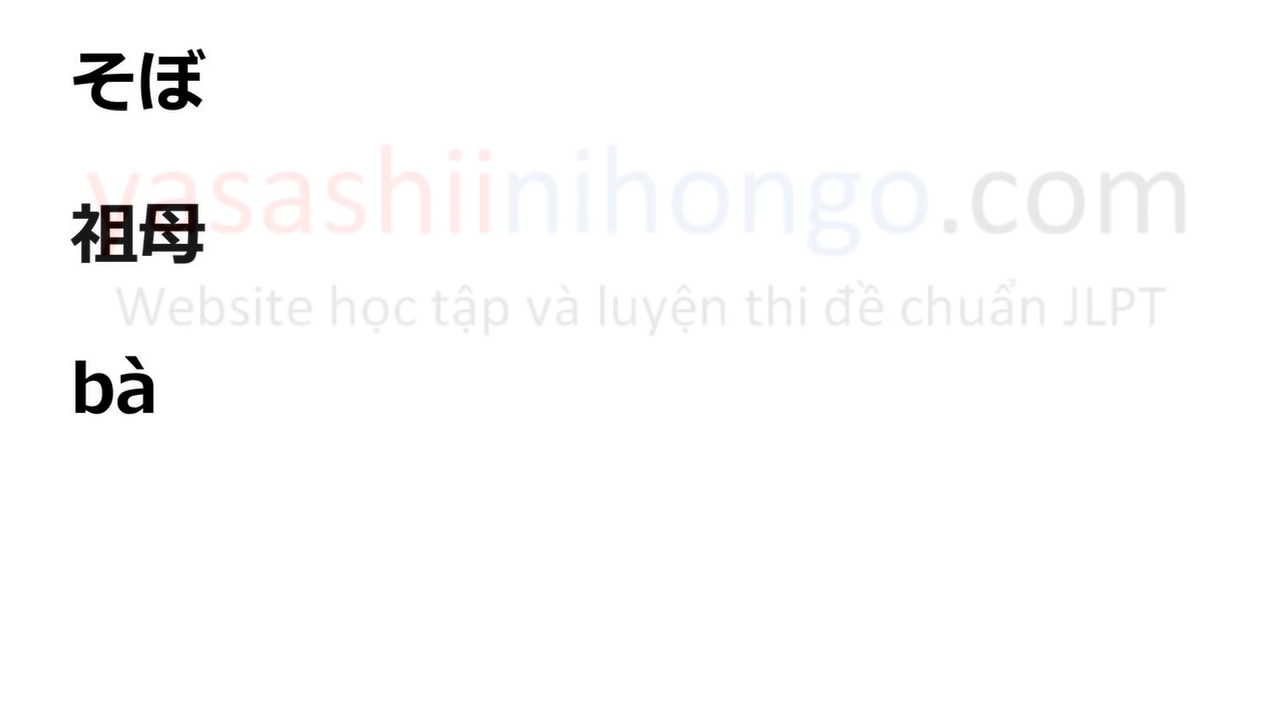 そぼ
yasashiinihongo.com
祖母
Website học tập và luyện thi đề chuẩn JLPT
bà